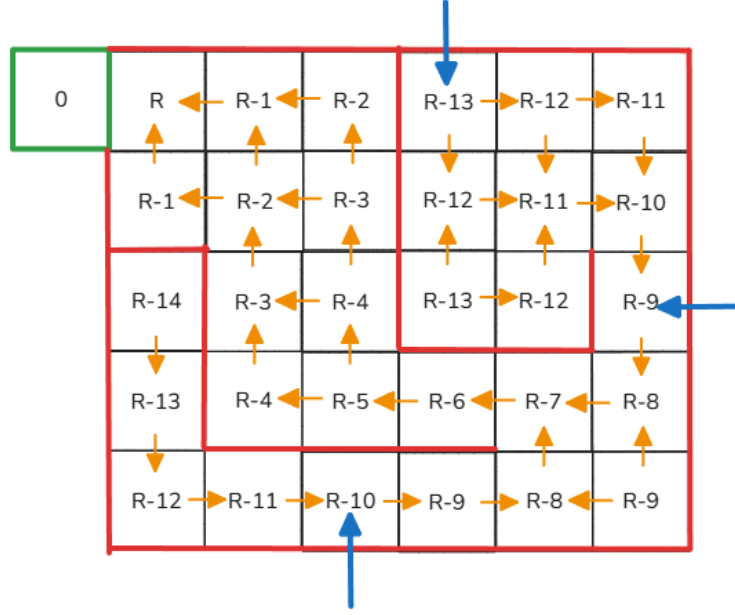 0 R R-1 R-2 R-13 R-12 R-11
R-1 R-2 R-3 R-12 R-11 R-10
R-14 R-3 R-4 R-13 R-12 R-9
R-13 R-4 R-5 R-6 R-7 R-8
R-12 R-11 R-10 R-9 R-8 R-9